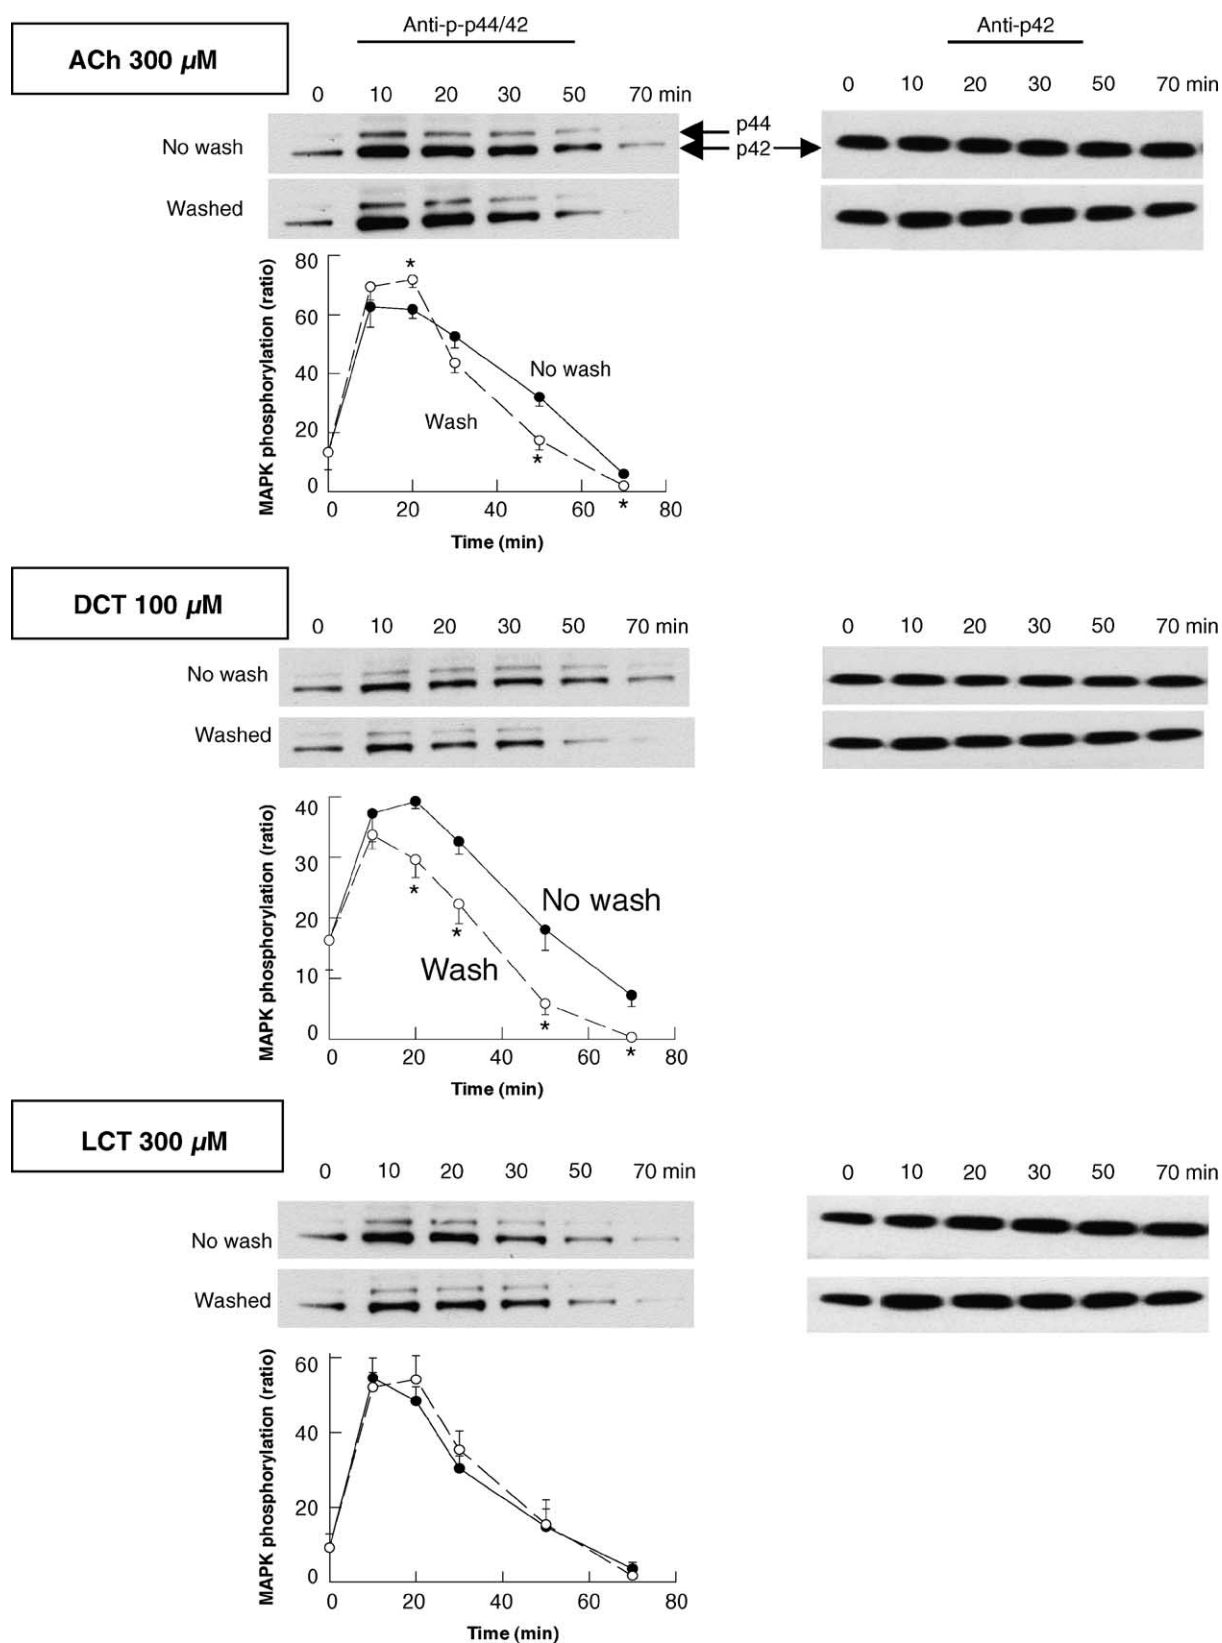 Anti-p-p44/42 Anti-p42
ACh 300 µM
0 10 20 30 50 70 min 0 10 20 30 50 70 min
No wash p44
p42
Washed
MAPK phosphorylation (ratio)
80
60
40
20
0
*
No wash
Wash
*
*
0 20 40 60 80
Time (min)
DCT 100 µM
0 10 20 30 50 70 min 0 10 20 30 50 70 min
No wash
Washed
MAPK phosphorylation (ratio)
40
30
20
10
0
*
*
No wash
Wash
*
*
0 20 40 60 80
Time (min)
LCT 300 µM
0 10 20 30 50 70 min 0 10 20 30 50 70 min
No wash
Washed
MAPK phosphorylation (ratio)
60
40
20
0
0 20 40 60 80
Time (min)